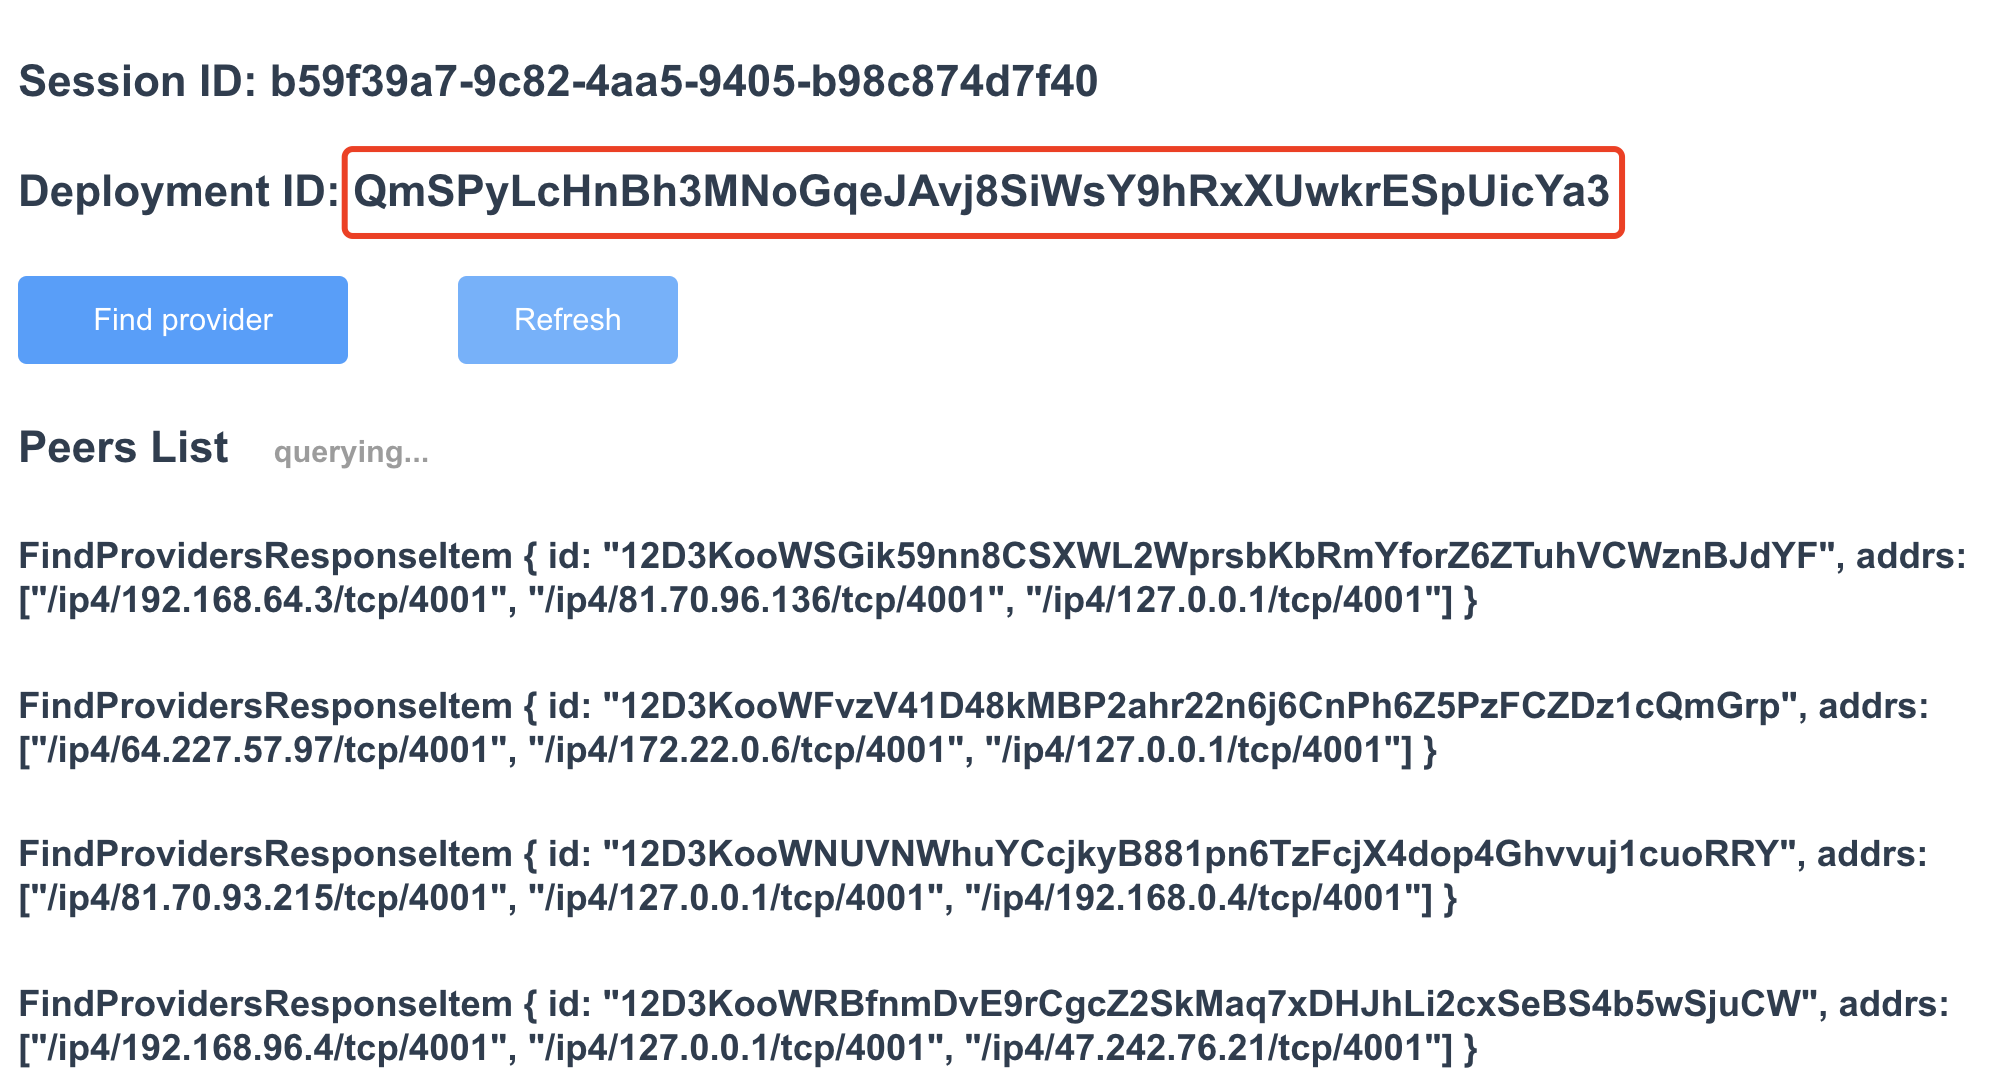 Session ID: b59f39a7-9c82-4aa5-9405-b98c874d7f40
Deployment ID: QmSPyLcHnBh3MNoGqeJAvj8SiWsY9hRxXUwkrESpUicYa3
Find provider Refresh
Peers List querying...
FindProvidersResponseItem { id: "12D3KooWSGik59nn8CSXWL2WprsbKbRmYforZ6ZTuhVCWznBJdYF", addrs:
["/ip4/192.168.64.3/tcp/4001", "/ip4/81.70.96.136/tcp/4001", "/ip4/127.0.0.1/tcp/4001"] }
FindProvidersResponseItem { id: "12D3KooWFvzV41D48kMBP2ahr22n6j6CnPh6Z5PzFCZDz1cQmGrp", addrs:
["/ip4/64.227.57.97/tcp/4001", "/ip4/172.22.0.6/tcp/4001", "/ip4/127.0.0.1/tcp/4001"] }
FindProvidersResponseItem { id: "12D3KooWNUVNWhuYCcjkyB881pn6TzFcjX4dop4Ghvvuj1cuoRRY", addrs:
["/ip4/81.70.93.215/tcp/4001", "/ip4/127.0.0.1/tcp/4001", "/ip4/192.168.0.4/tcp/4001"] }
FindProvidersResponseItem { id: "12D3KooWRBfnmDvE9rCgcZ2SkMaq7xDHJhLi2cxSeBS4b5wSjuCW", addrs:
["/ip4/192.168.96.4/tcp/4001", "/ip4/127.0.0.1/tcp/4001", "/ip4/47.242.76.21/tcp/4001"] }